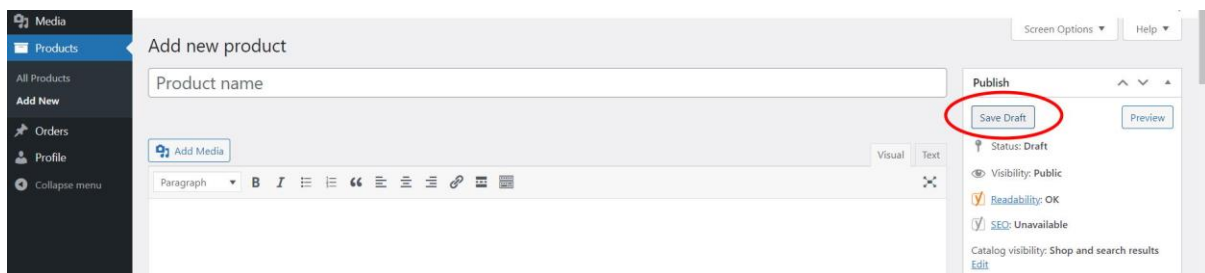 Media
Products
All Products
Add New
Orders
Profile
Collapse menu
Screen Options ▼
Help ▼
Add new product
Product name
Add Media
Visual
Text
Paragraph ▼ B I
Publish
Save Draft
Preview
Status: Draft
Visibility: Public
Readability: OK
SEO: Unavailable
Catalog visibility: Shop and search results
Edit